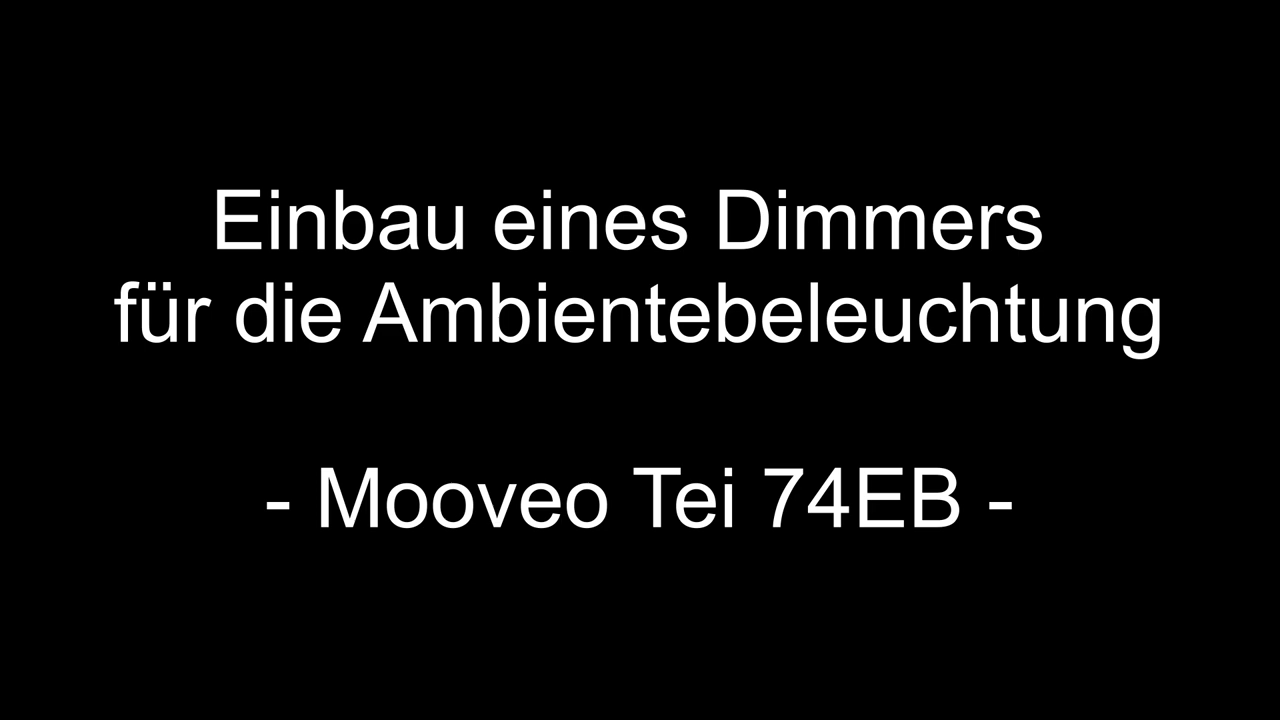 Einbau eines Dimmers
für die Ambientebeleuchtung
- Mooveo Tei 74EB -